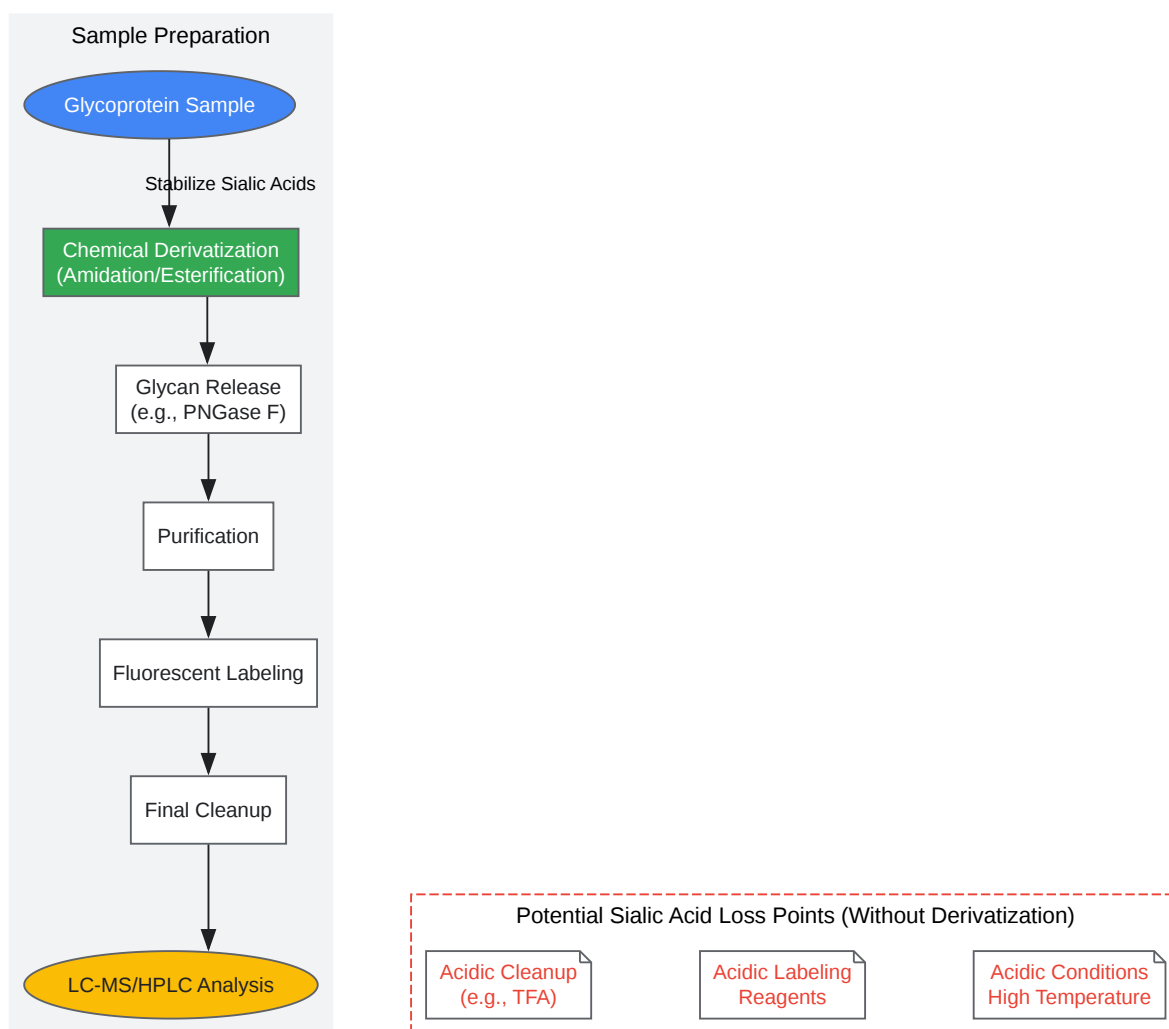 Sample Preparation
Glycoprotein Sample
Stabilize Sialic Acids
Chemical Derivatization
(Amidation/Esterification)
Glycan Release
(e.g., PNGase F)
Purification
Fluorescent Labeling
Final Cleanup
LC-MS/HPLC Analysis
Potential Sialic Acid Loss Points (Without Derivatization)
Acidic Cleanup
(e.g., TFA)
Acidic Labeling
Reagents
Acidic Conditions
High Temperature